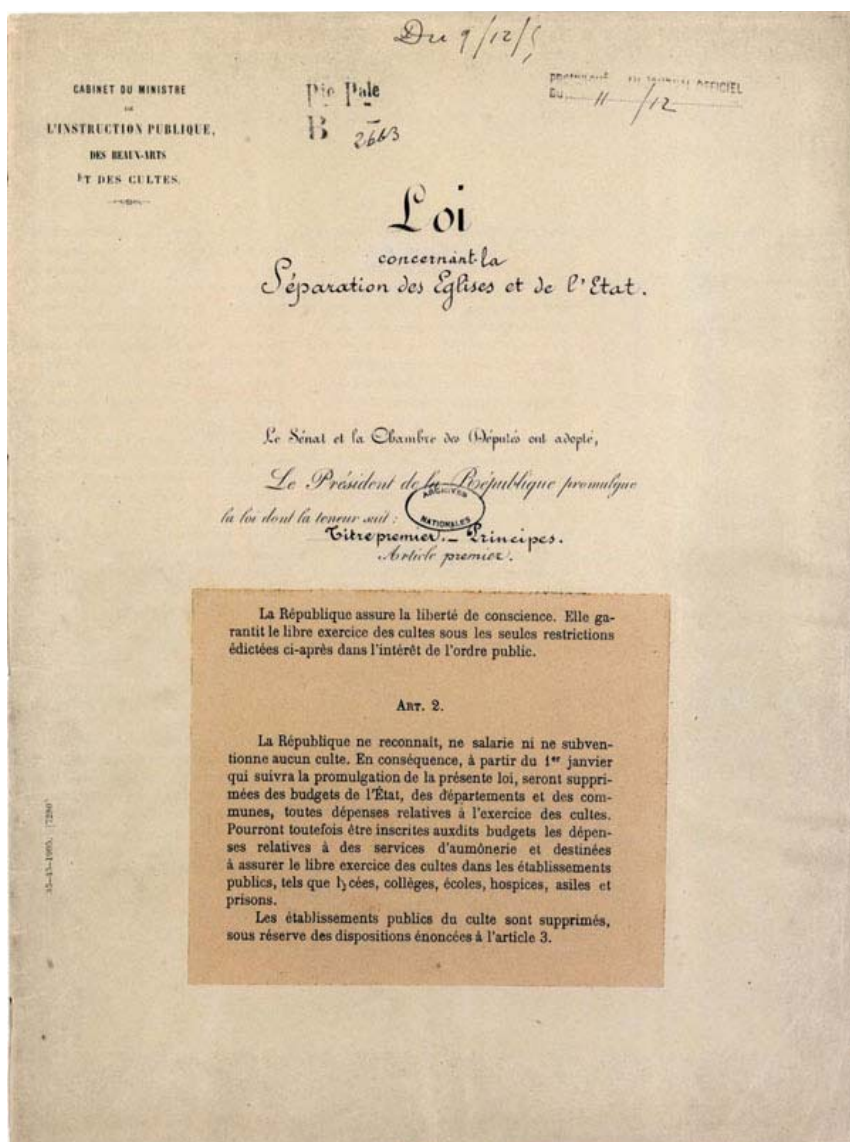 Du 9/12/5
CABINET DU MINISTRE
DE
L'INSTRUCTION PUBLIQUE,
DES BEAUX-ARTS
ET DES CULTES.
Pie Pale
B 2663
PROMULGUÉ AU JOURNAL OFFICIEL
DU 11/12
Loi
concernant la
Séparation des Eglises et de l'Etat.
Le Sénat et la Chambre des Députés ont adopté,
Le Président de la République promulgue
la loi dont la teneur suit :
ARCHIVES
NATIONALES
Titre premier. – Principes.
Article premier.
La République assure la liberté de conscience. Elle ga-
rantit le libre exercice des cultes sous les seules restrictions
édictées ci-après dans l'intérêt de l'ordre public.
ART. 2.
La République ne reconnaît, ne salarie ni ne subven-
tionne aucun culte. En conséquence, à partir du 1er janvier
qui suivra la promulgation de la présente loi, seront suppri-
mées des budgets de l'État, des départements et des com-
munes, toutes dépenses relatives à l'exercice des cultes.
Pourront toutefois être inscrites auxdits budgets les dépen-
ses relatives à des services d'aumônerie et destinées
à assurer le libre exercice des cultes dans les établissements
publics, tels que lycées, collèges, écoles, hospices, asiles et
prisons.
Les établissements publics du culte sont supprimés,
sous réserve des dispositions énoncées à l'article 3.